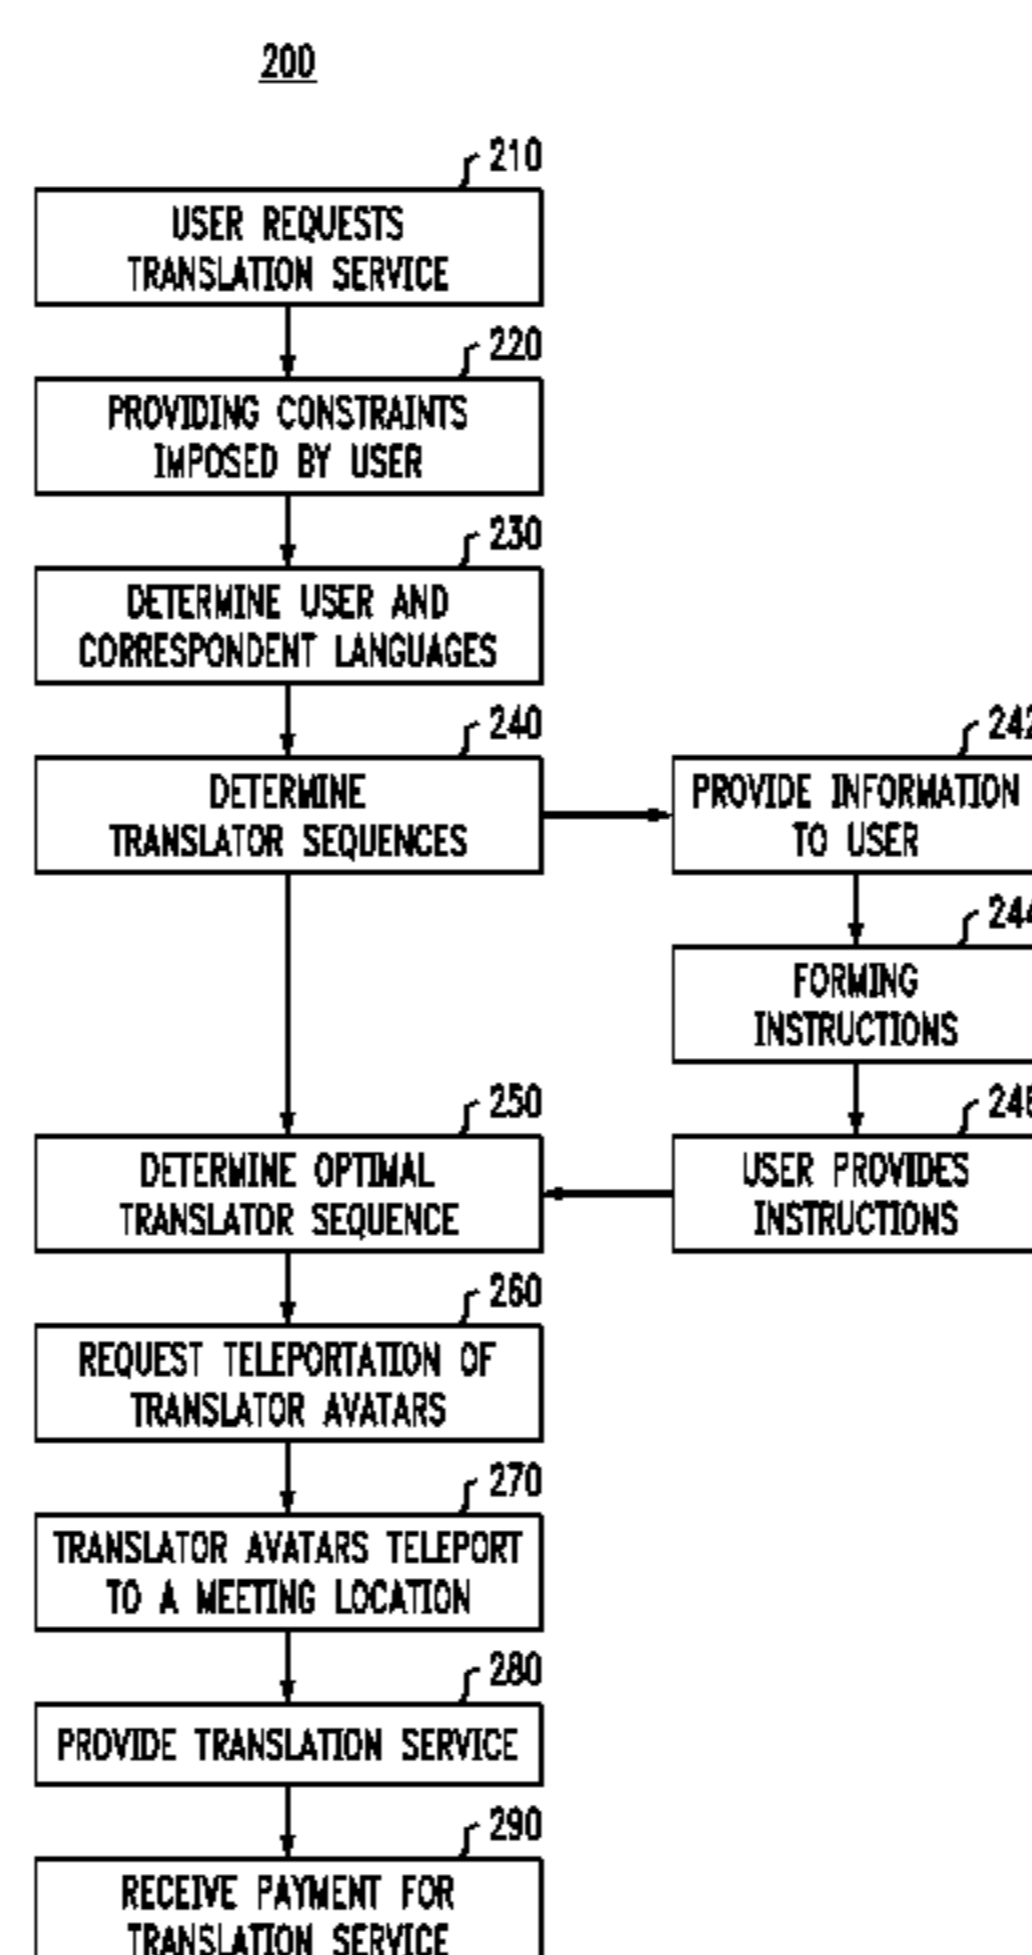 200
210
USER REQUESTS
TRANSLATION SERVICE
220
PROVIDING CONSTRAINTS
IMPOSED BY USER
230
DETERMINE USER AND
CORRESPONDENT LANGUAGES
240
DETERMINE
TRANSLATOR SEQUENCES
242
PROVIDE INFORMATION
TO USER
244
FORMING
INSTRUCTIONS
USER PROVIDES
INSTRUCTIONS
250
DETERMINE OPTIMAL
TRANSLATOR SEQUENCE
260
REQUEST TELEPORTATION OF
TRANSLATOR AVATARS
270
TRANSLATOR AVATARS TELEPORT
TO A MEETING LOCATION
280
PROVIDE TRANSLATION SERVICE
290
RECEIVE PAYMENT FOR
TRANSLATION SERVICE